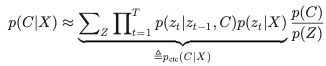 p(C|X) ≈ ∑_Z ∏_{t=1}^{T} p(z_t|z_{t−1}, C)p(z_t|X) p(C)/p(Z)
≜p_ctc(C|X)